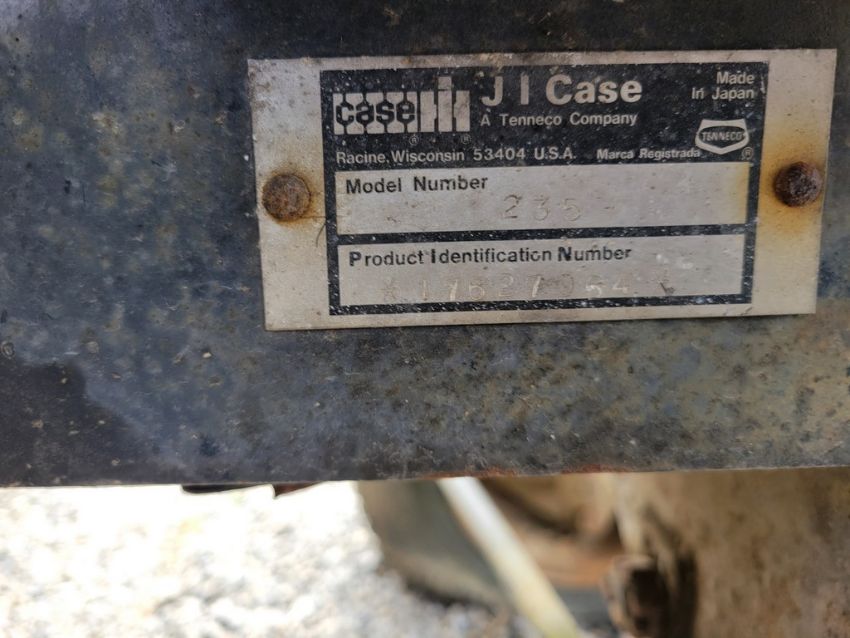 case IH J I Case
Made
In Japan
A Tenneco Company
TENNECO
Racine, Wisconsin 53404 U.S.A. Marca Registrada
Model Number
235
Product Identification Number